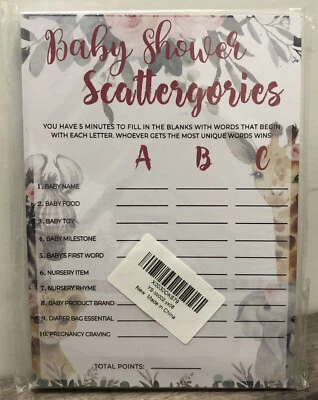 Baby Shower
Scattergories
YOU HAVE 5 MINUTES TO FILL IN THE BLANKS WITH WORDS THAT BEGIN
WITH EACH LETTER. WHOEVER GETS THE MOST UNIQUE WORDS WINS!
A B C
1. BABY NAME
2. BABY FOOD
3. BABY TOY
4. BABY MILESTONE
5. BABY'S FIRST WORD
6. NURSERY ITEM
7. NURSERY RHYME
8. BABY PRODUCT BRAND
9. DIAPER BAG ESSENTIAL
10. PREGNANCY CRAVING
New Made in China
TOTAL POINTS: